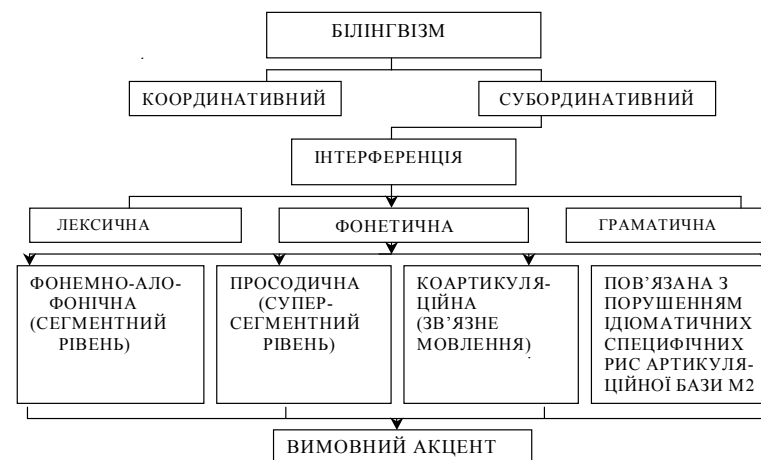 БІЛІНГВІЗМ
КООРДИНАТИВНИЙ
СУБОРДИНАТИВНИЙ
ІНТЕРФЕРЕНЦІЯ
ЛЕКСИЧНА
ФОНЕТИЧНА
ГРАМАТИЧНА
ФОНЕМНО-АЛО-
ФОНІЧНА
(СЕГМЕНТНИЙ
РІВЕНЬ)
ПРОСОДИЧНА
(СУПЕР-
СЕГМЕНТНИЙ
РІВЕНЬ)
КОАРТИКУЛЯ-
ЦІЙНА
(ЗВ’ЯЗНЕ
МОВЛЕННЯ)
ПОВ’ЯЗАНА З
ПОРУШЕННЯМ
ІДІОМАТИЧНИХ
СПЕЦИФІЧНИХ
РИС АРТИКУЛЯ-
ЦІЙНОЇ БАЗИ М2
ВИМОВНИЙ АКЦЕНТ